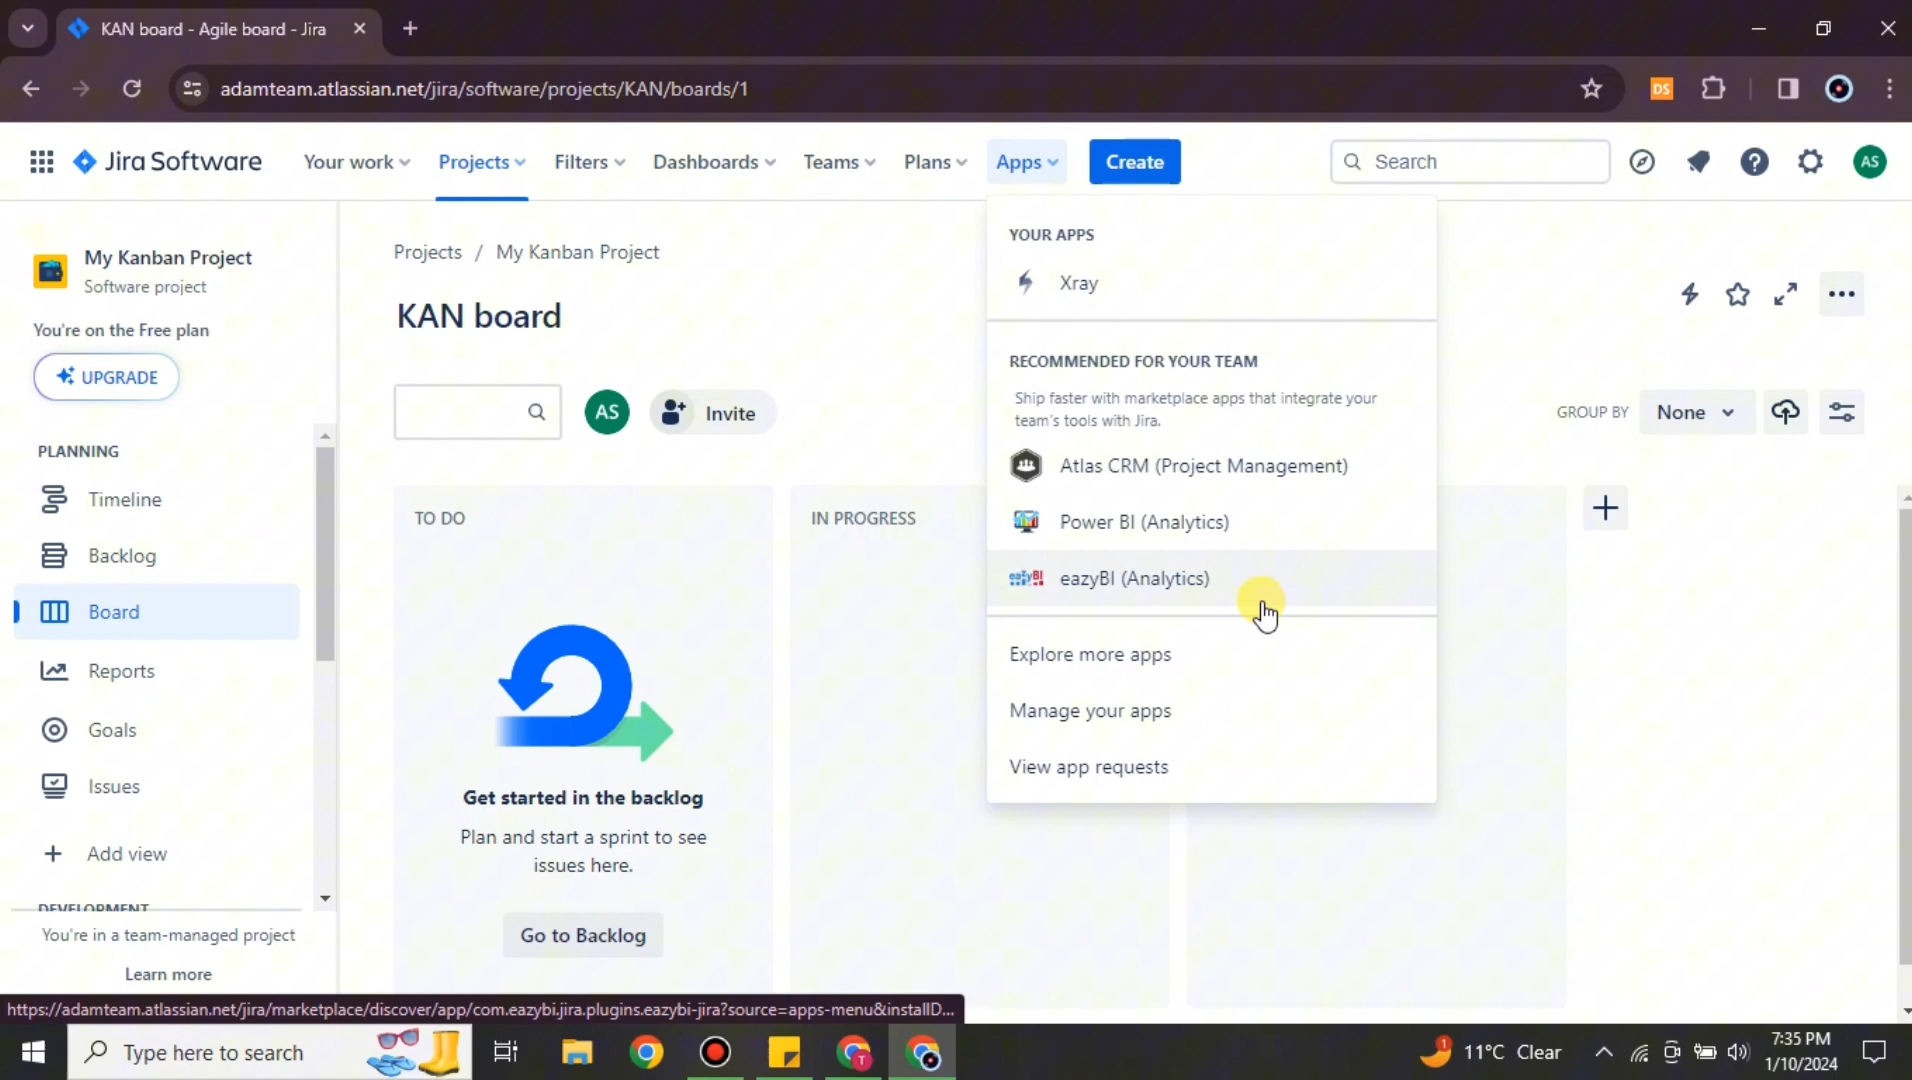 KAN board - Agile board - Jira
adamteam.atlassian.net/jira/software/projects/KAN/boards/1
DS
Jira Software
Your work
Projects
Filters
Dashboards
Teams
Plans
Apps
Create
Search
AS
My Kanban Project
Software project
You're on the Free plan
UPGRADE
PLANNING
Timeline
Backlog
Board
Reports
Goals
Issues
Add view
DEVELOPMENT
You're in a team-managed project
Learn more
Projects / My Kanban Project
KAN board
AS
Invite
GROUP BY
None
TO DO
IN PROGRESS
Get started in the backlog
Plan and start a sprint to see
issues here.
Go to Backlog
YOUR APPS
Xray
RECOMMENDED FOR YOUR TEAM
Ship faster with marketplace apps that integrate your
team's tools with Jira.
Atlas CRM (Project Management)
Power BI (Analytics)
eazyBI
eazyBI (Analytics)
Explore more apps
Manage your apps
View app requests
https://adamteam.atlassian.net/jira/marketplace/discover/app/com.eazybi.jira.plugins.eazybi-jira?source=apps-menu&installD...
Type here to search
T
1
11°C Clear
7:35 PM
1/10/2024